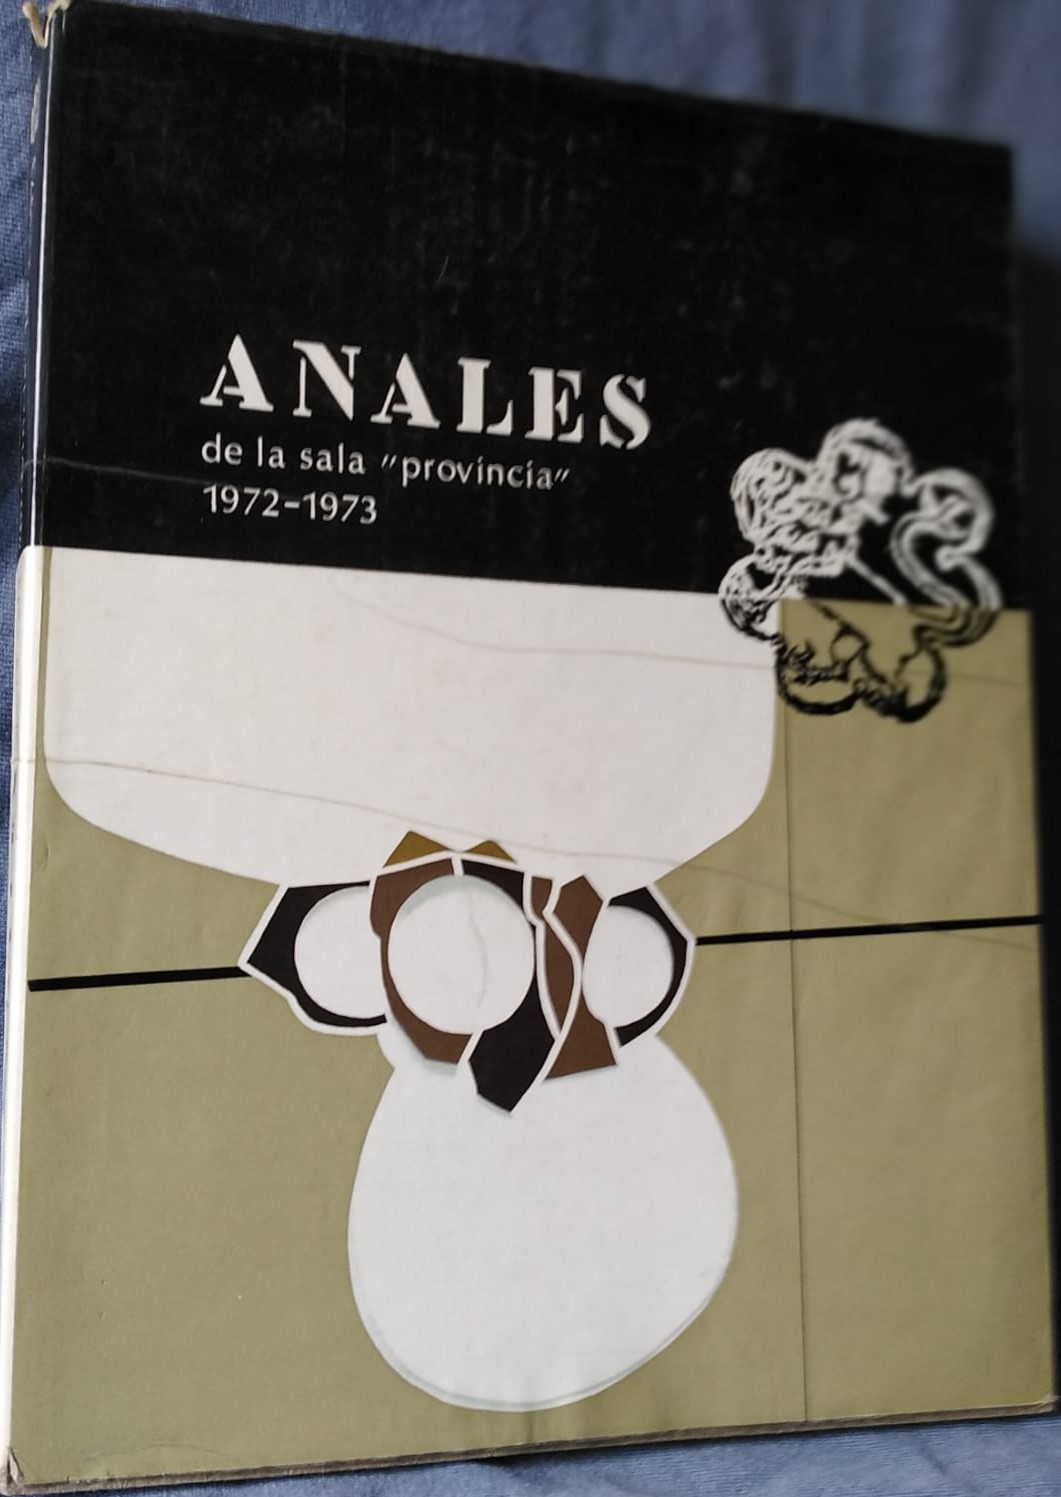 ANALES
de la sala "provincia"
1972-1973